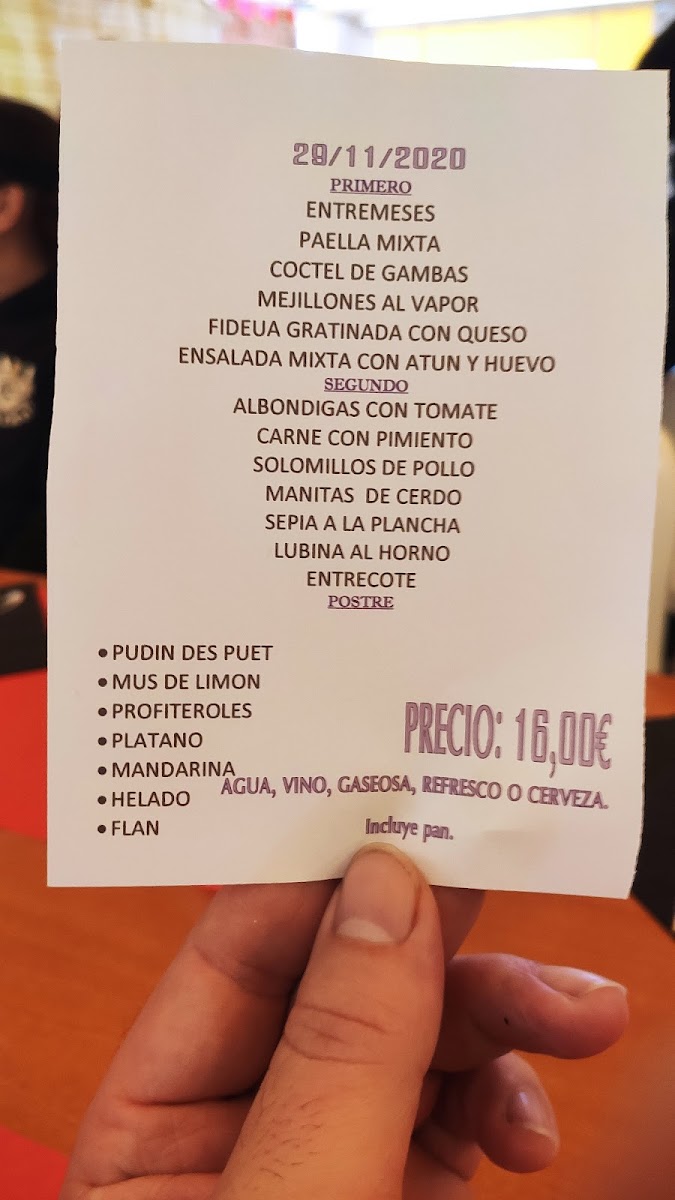 29/11/2020
PRIMERO
ENTREMESES
PAELLA MIXTA
COCTEL DE GAMBAS
MEJILLONES AL VAPOR
FIDEUA GRATINADA CON QUESO
ENSALADA MIXTA CON ATUN Y HUEVO
SEGUNDO
ALBONDIGAS CON TOMATE
CARNE CON PIMIENTO
SOLOMILLOS DE POLLO
MANITAS DE CERDO
SEPIA A LA PLANCHA
LUBINA AL HORNO
ENTRECOTE
POSTRE
• PUDIN DES PUET
• MUS DE LIMON
• PROFITEROLES
• PLATANO
• MANDARINA
• HELADO
• FLAN
PRECIO: 16,00€
AGUA, VINO, GASEOSA, REFRESCO O CERVEZA.
Incluye pan.